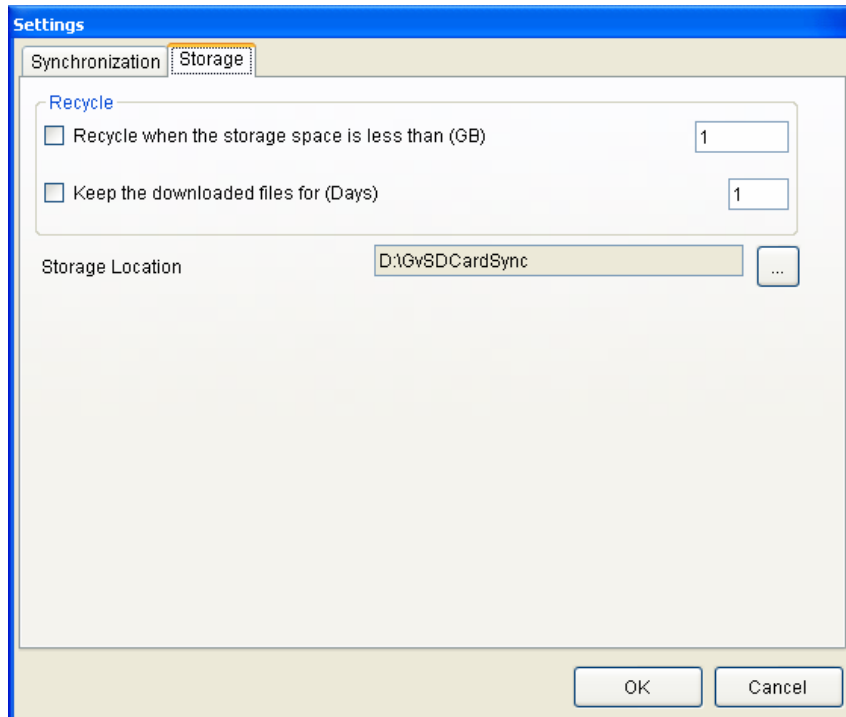 Settings
Synchronization Storage
Recycle
Recycle when the storage space is less than (GB) 1
Keep the downloaded files for (Days) 1
Storage Location D:\GvSDCardSync ...
OK Cancel